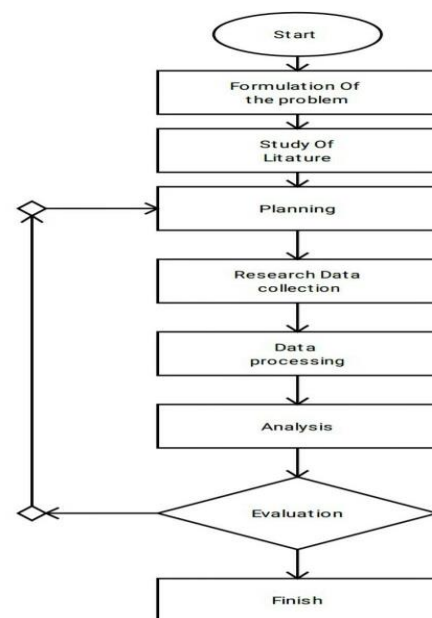 Start
Formulation Of
the problem
Study Of
Litature
Planning
Research Data
collection
Data
processing
Analysis
Evaluation
Finish